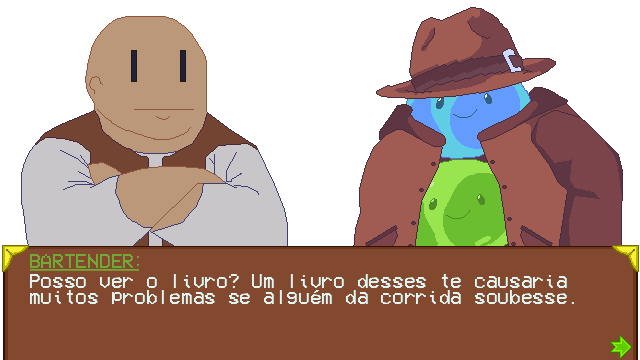 BARTENDER:
Posso ver o livro? Um livro desses te causaria
muitos problemas se alguém da corrida soubesse.